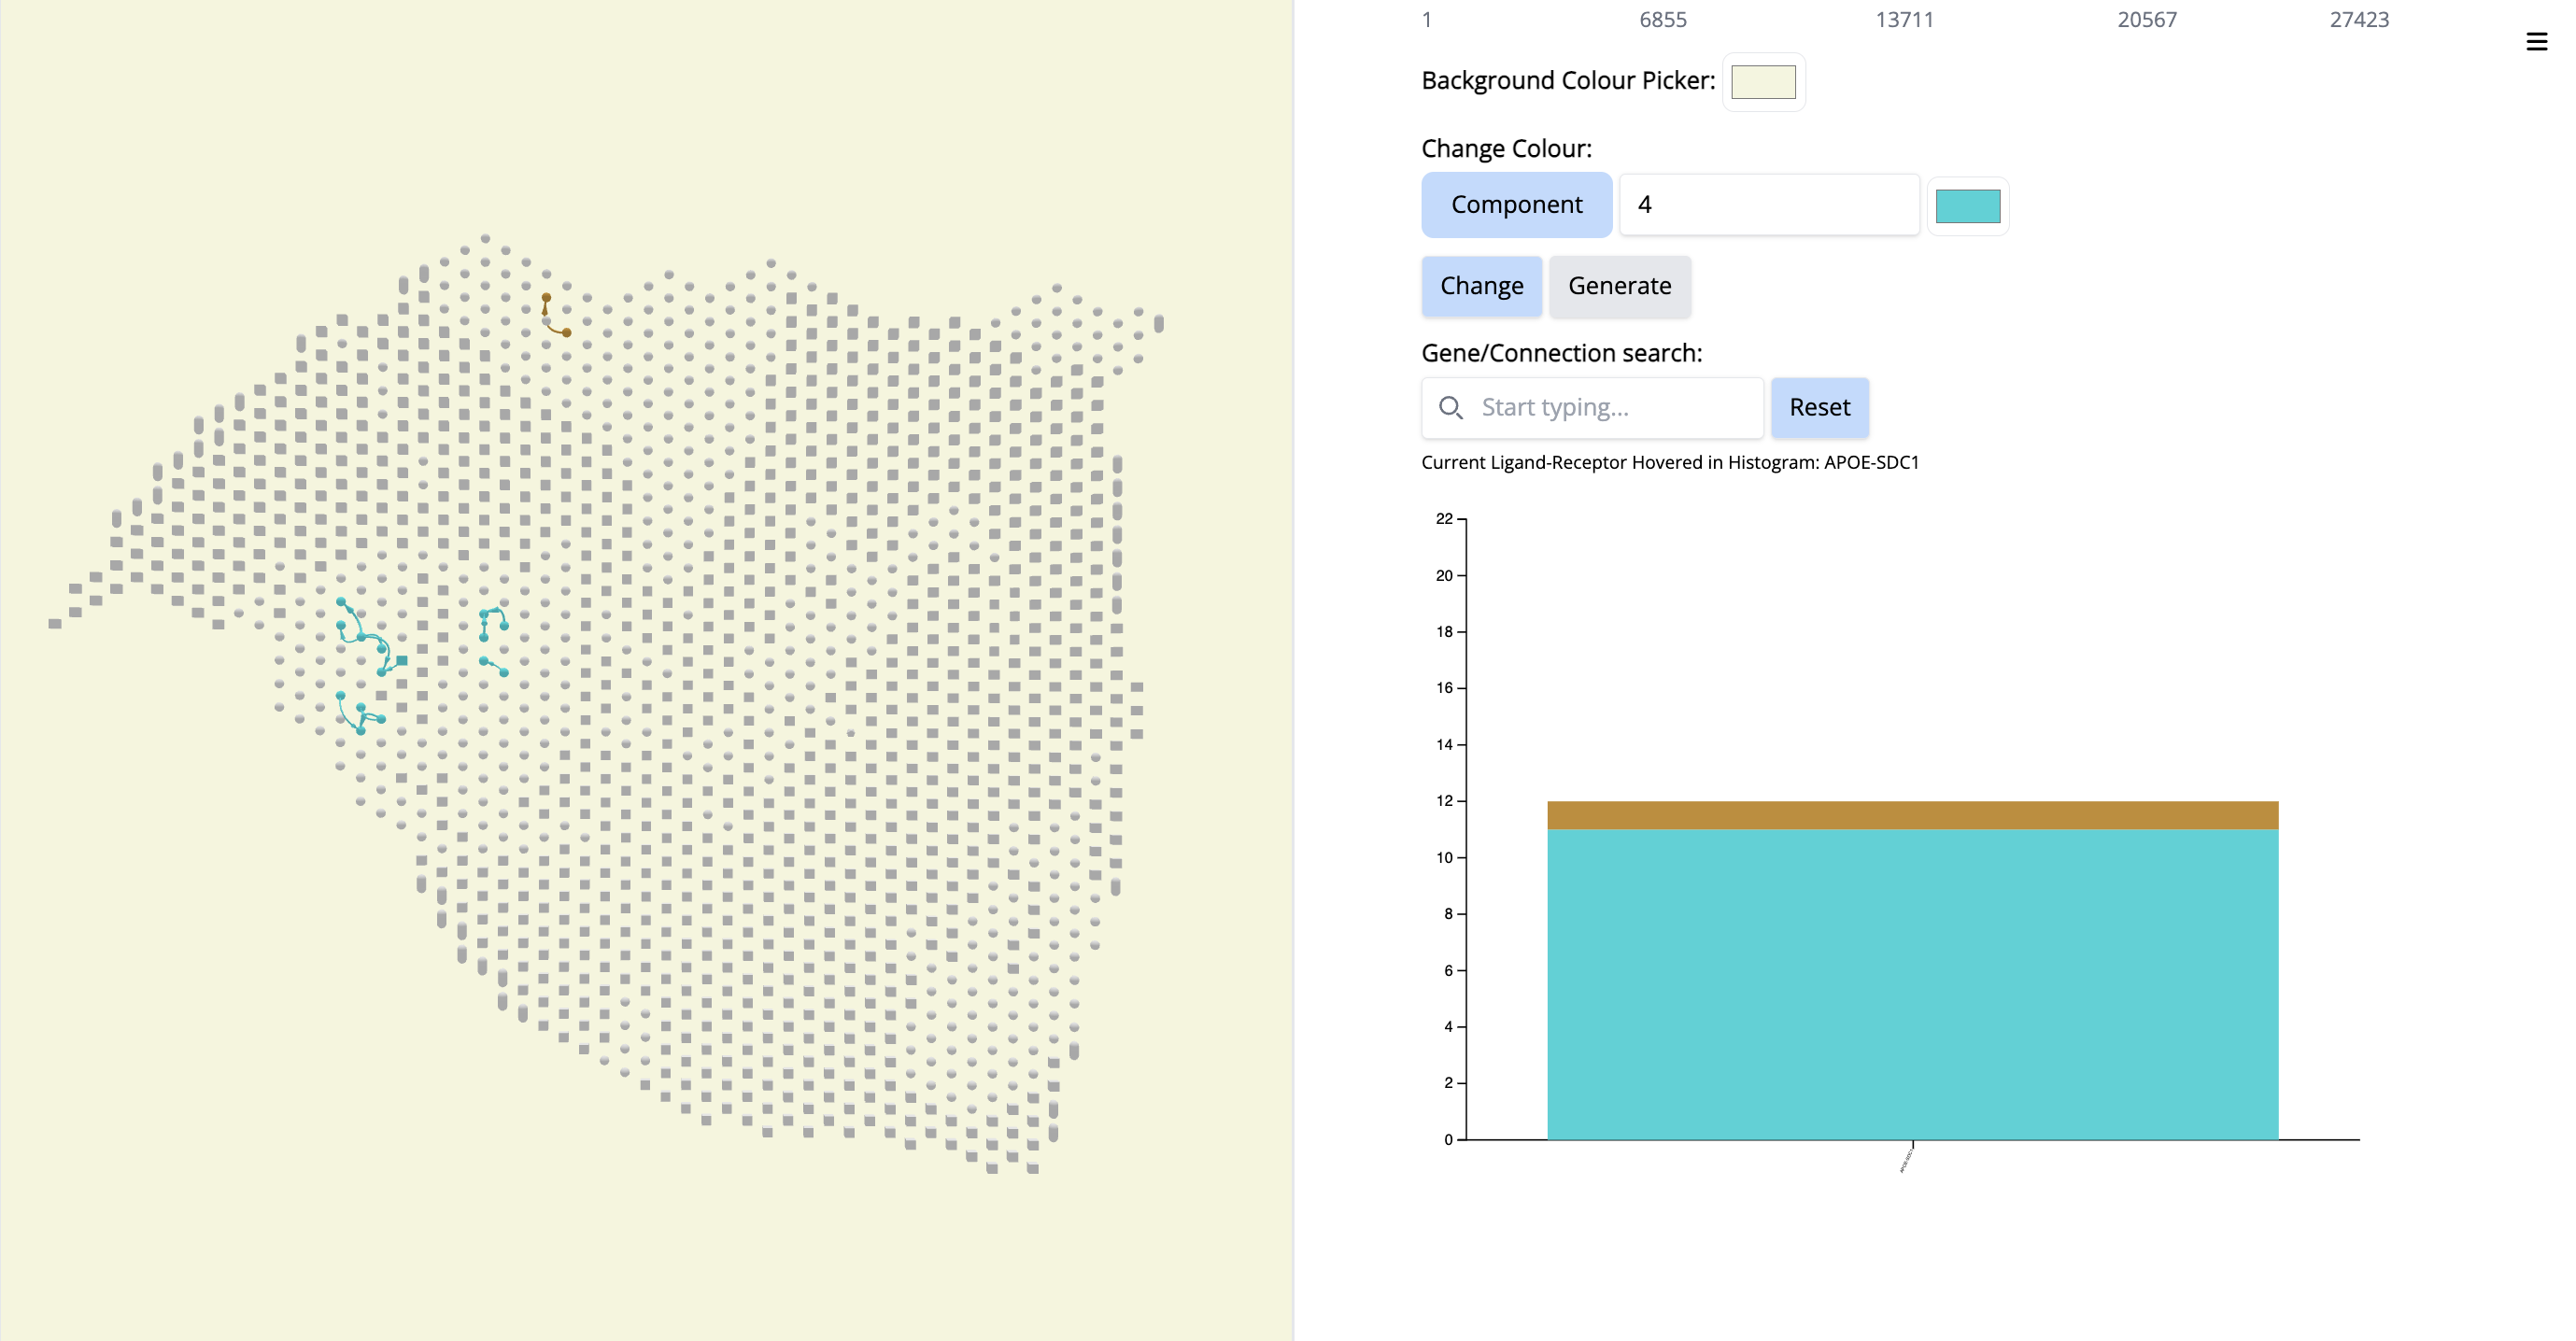 1 6855 13711 20567 27423
Background Colour Picker:
Change Colour:
Component 4
Change Generate
Gene/Connection search:
Start typing... Reset
Current Ligand-Receptor Hovered in Histogram: APOE-SDC1
22
20
18
16
14
12
10
8
6
4
2
0